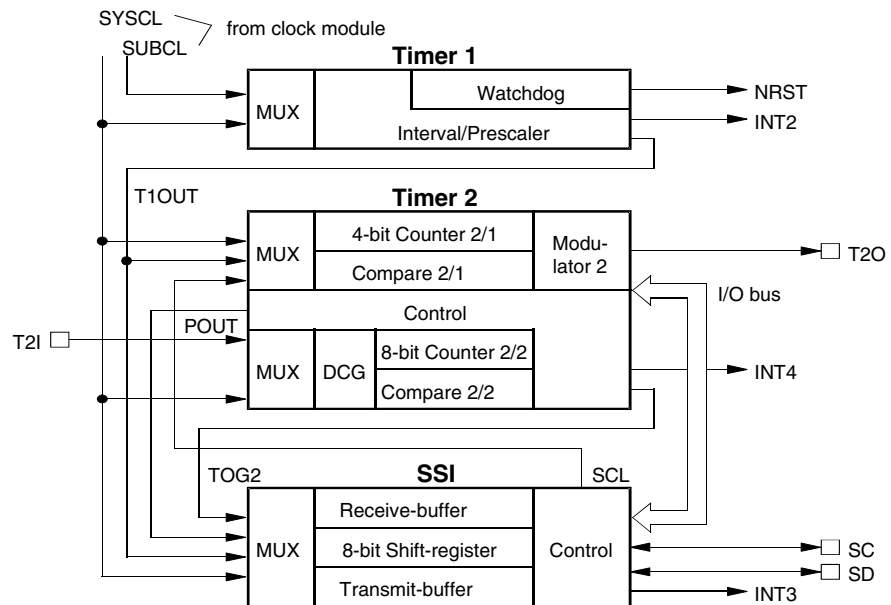 SYSCL
from clock module
SUBCL
Timer 1
MUX
Watchdog
NRST
INT2
Interval/Prescaler
T1OUT
Timer 2
MUX
4-bit Counter 2/1
Compare 2/1
Modu-
lator 2
T2O
I/O bus
Control
POUT
T2I
MUX
DCG
8-bit Counter 2/2
Compare 2/2
INT4
TOG2
SSI
SCL
MUX
Receive-buffer
8-bit Shift-register
Transmit-buffer
Control
SC
SD
INT3